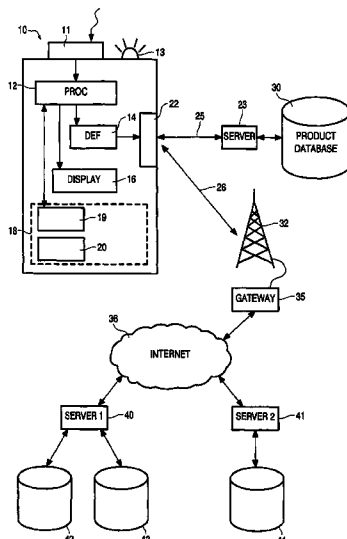 10
11
13
12
PROC
22
30
14
DEF
25
23
SERVER
PRODUCT
DATABASE
DISPLAY
16
26
32
19
18
20
GATEWAY
35
36
INTERNET
SERVER 1
40
SERVER 2
41